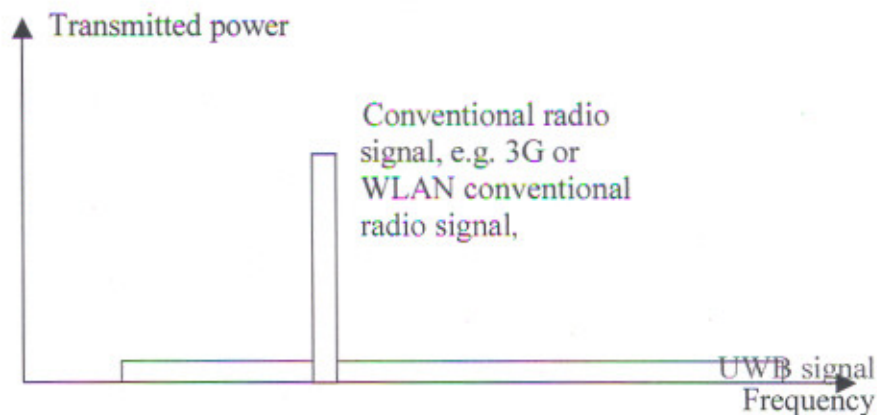 Transmitted power
Conventional radio
signal, e.g. 3G or
WLAN conventional
radio signal,
UWB signal
Frequency